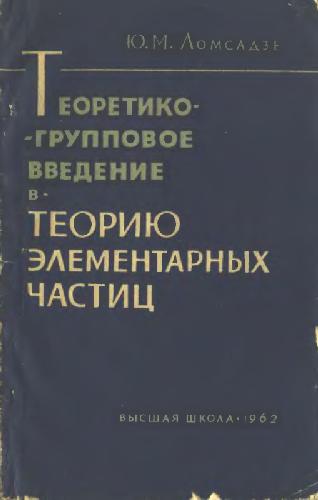 Ю.М. Ломсадзе
Теоретико-
-групповое
введение
в
теорию
элементарных
частиц
Высшая школа · 1962